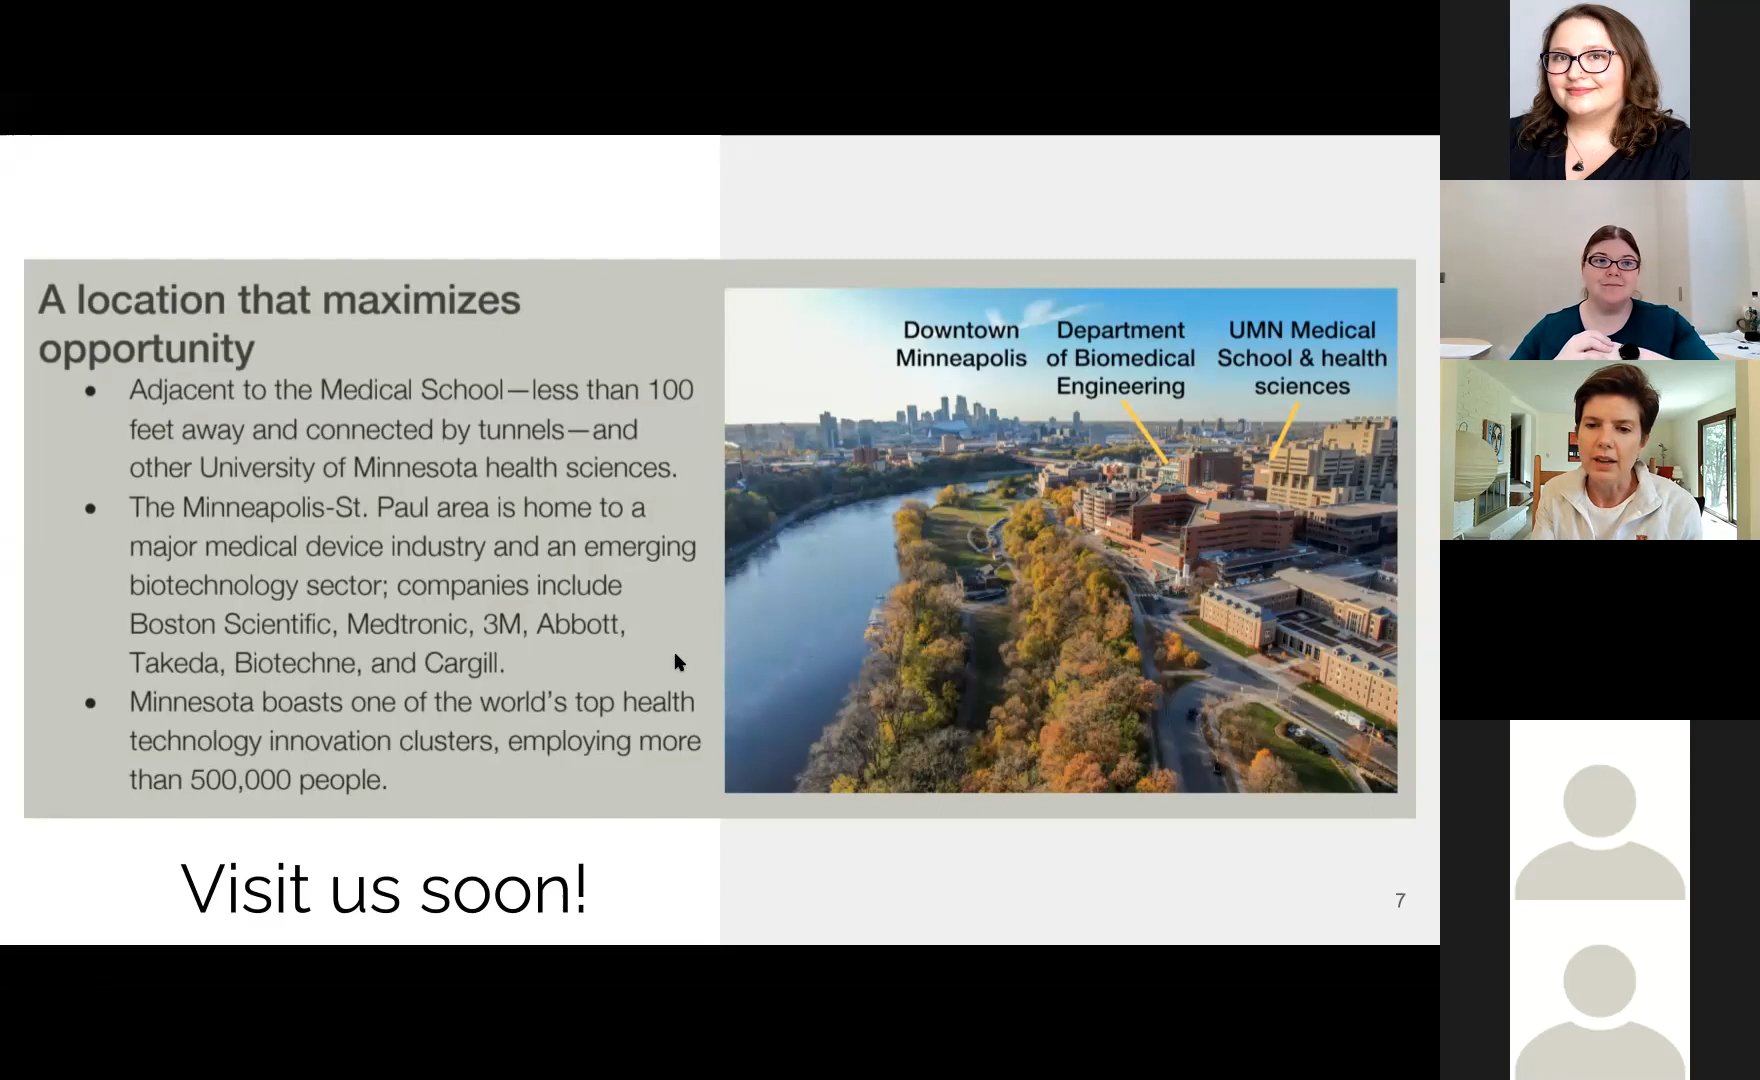 A location that maximizes
opportunity
• Adjacent to the Medical School—less than 100
feet away and connected by tunnels—and
other University of Minnesota health sciences.
• The Minneapolis-St. Paul area is home to a
major medical device industry and an emerging
biotechnology sector; companies include
Boston Scientific, Medtronic, 3M, Abbott,
Takeda, Biotechne, and Cargill.
• Minnesota boasts one of the world's top health
technology innovation clusters, employing more
than 500,000 people.
Downtown
Minneapolis
Department
of Biomedical
Engineering
UMN Medical
School & health
sciences
Visit us soon!
7